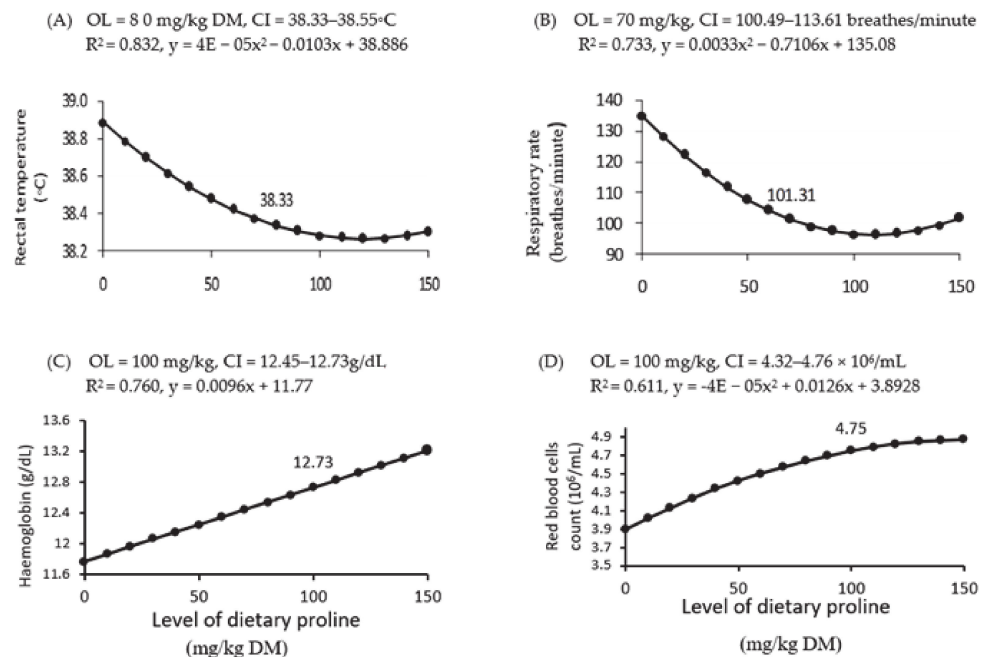 (A) OL = 8 0 mg/kg DM, CI = 38.33–38.55◦C
R² = 0.832, y = 4E − 05x² − 0.0103x + 38.886
Rectal temperature
(◦C)
39.0
38.8
38.6
38.4
38.2
38.33
0 50 100 150
(B) OL = 70 mg/kg, CI = 100.49–113.61 breathes/minute
R² = 0.733, y = 0.0033x² − 0.7106x + 135.08
Respiratory rate
(breathes/minute)
140
130
120
110
100
90
101.31
0 50 100 150
(C) OL = 100 mg/kg, CI = 12.45–12.73g/dL
R² = 0.760, y = 0.0096x + 11.77
Haemoglobin (g/dL)
13.6
13.2
12.8
12.4
12
11.6
12.73
0 50 100 150
Level of dietary proline
(mg/kg DM)
(D) OL = 100 mg/kg, CI = 4.32–4.76 × 10⁶/mL
R² = 0.611, y = -4E − 05x² + 0.0126x + 3.8928
Red blood cells
count (10⁶/mL)
4.9
4.7
4.5
4.3
4.1
3.9
3.7
3.5
4.75
0 50 100 150
Level of dietary proline
(mg/kg DM)